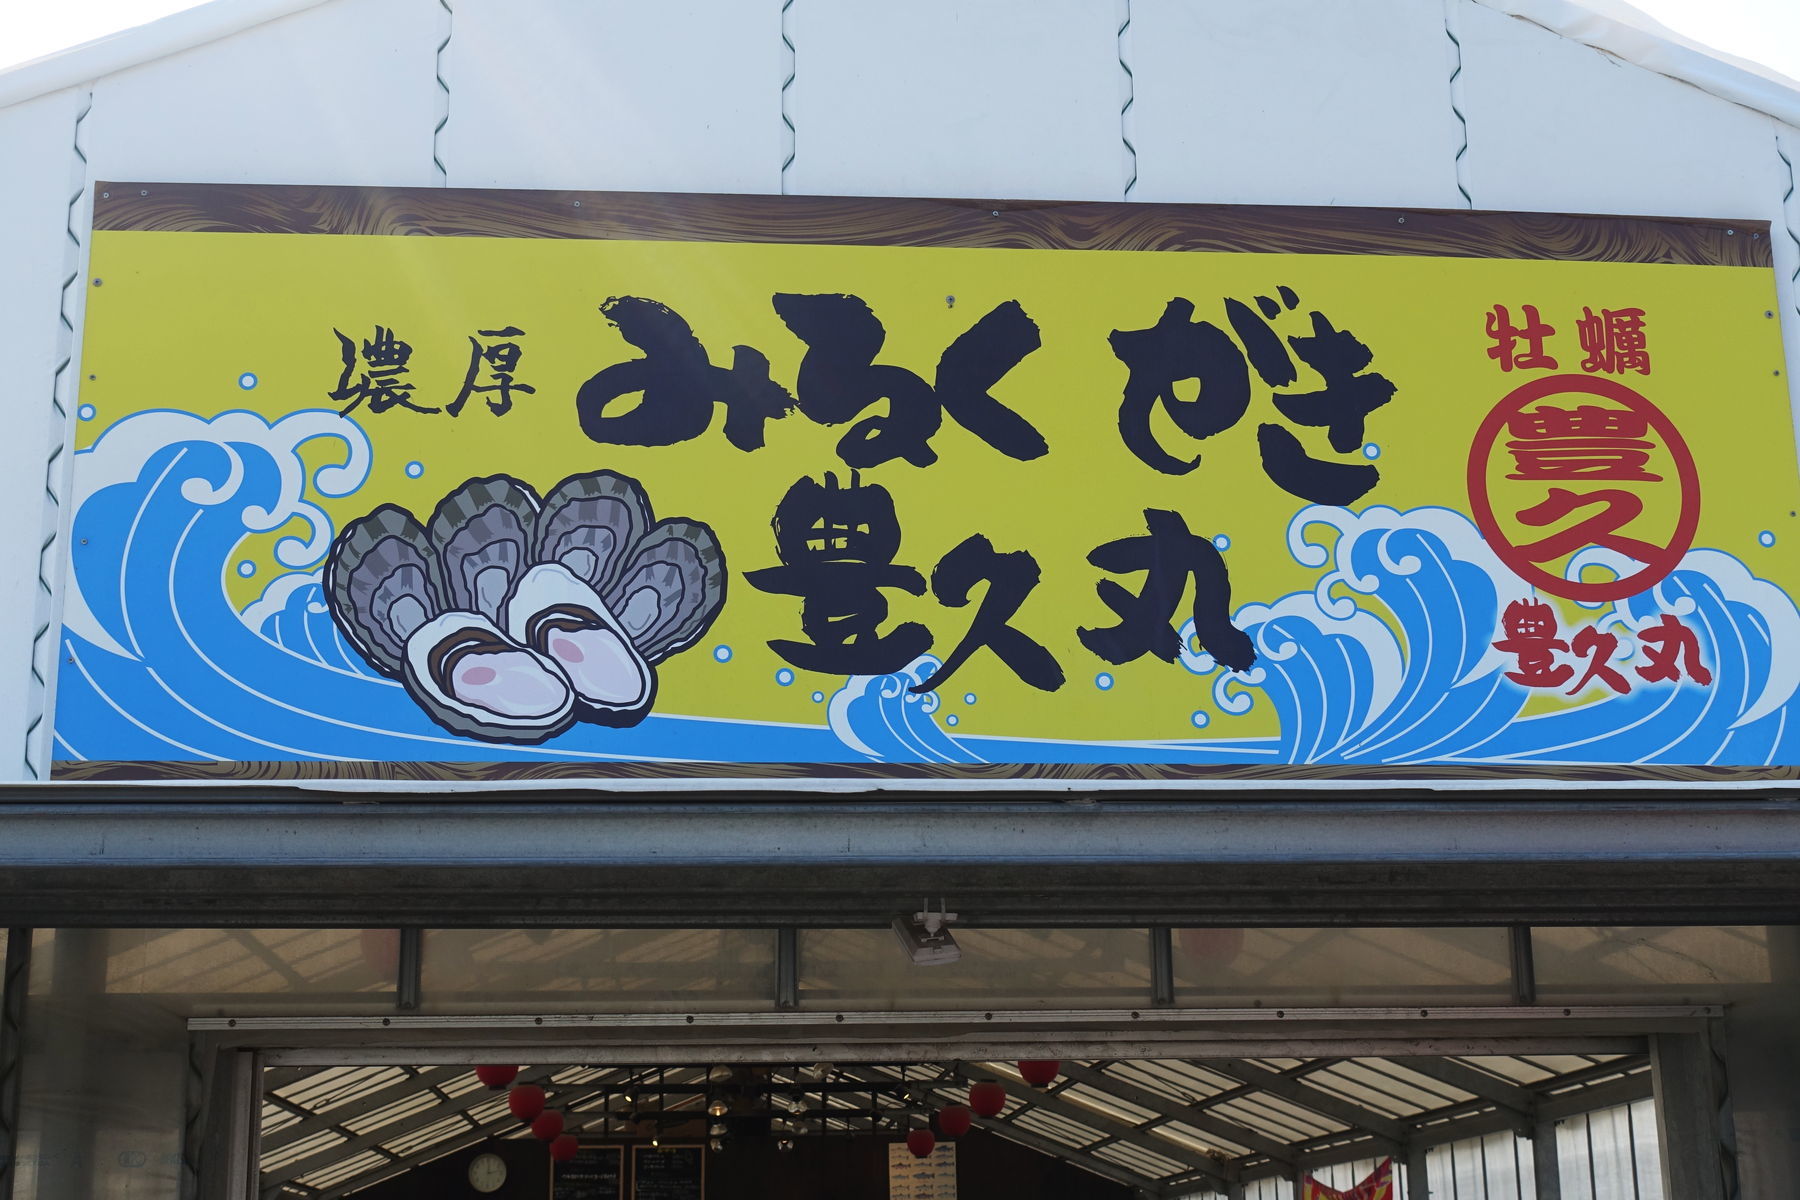 濃厚 みるく がき
豊久丸
牡蠣
豊久
豊久丸